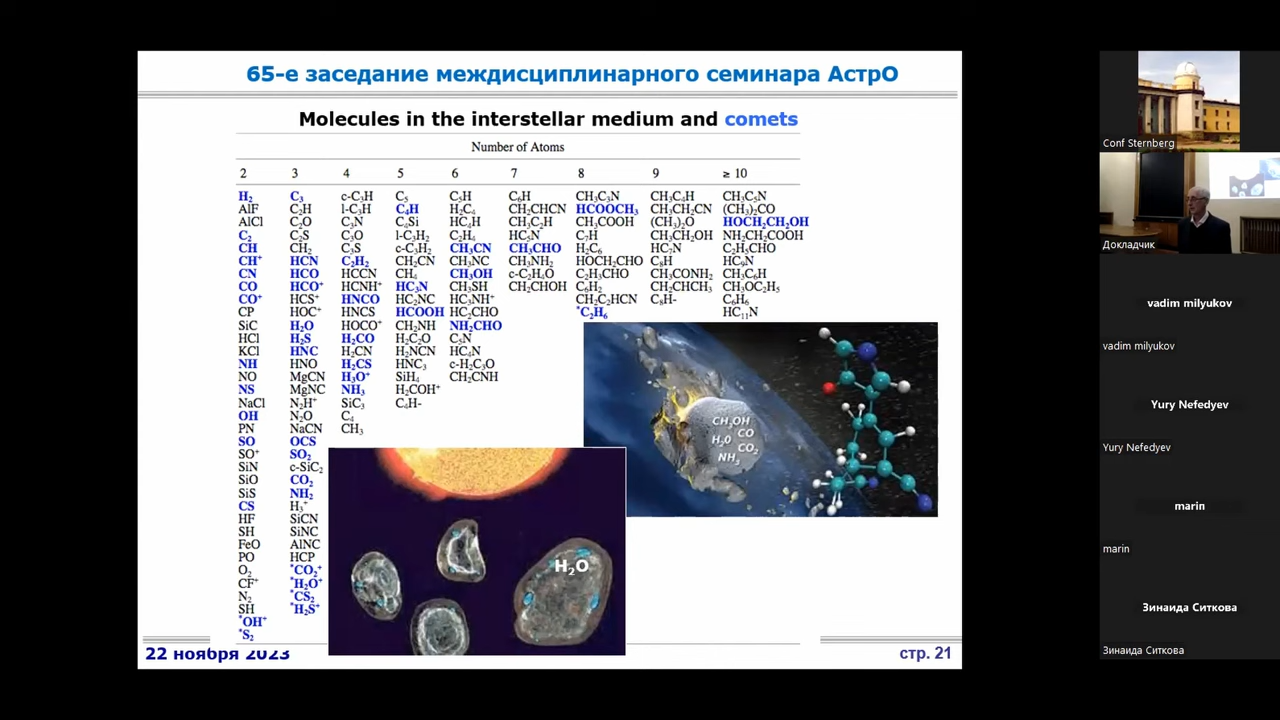 65-е заседание междисциплинарного семинара АстрО
Molecules in the interstellar medium and comets
Number of Atoms
2 3 4 5 6 7 8 9 ≥ 10
H₂ C₃ c-C₃H C₅ C₅H C₆H CH₃C₃N CH₃C₄H CH₃C₅N
AlF C₂H l-C₃H C₄H H₂C₄ CH₂CHCN HCOOCH₃ CH₃CH₂CN (CH₃)₂CO
AlCl C₂O C₃N C₄Si HC₄H CH₃C₂H CH₃COOH (CH₃)₂O HOCH₂CH₂OH
C₂ C₂S C₃O l-C₃H₂ C₂H₄ HC₅N C₇H CH₃CH₂OH NH₂CH₂COOH
CH CH₂ C₃S c-C₃H₂ CH₃CN CH₃CHO H₂C₆ HC₇N C₂H₅CHO
CH⁺ HCN C₂H₂ CH₂CN CH₃NC CH₃NH₂ HOCH₂CHO C₈H HC₉N
CN HCO HCCN CH₄ CH₃OH c-C₂H₄O C₂H₃CHO CH₃CONH₂ CH₃C₆H
CO HCO⁺ HCNH⁺ HC₃N CH₃SH CH₂CHOH C₆H₂ CH₂CHCH₃ CH₃OC₂H₅
CO⁺ HCS⁺ HNCO HC₂NC HC₃NH⁺ CH₂C₂HCN C₈H- C₆H₆
CP HOC⁺ HNCS HCOOH HC₂CHO *C₂H₆ HC₁₁N
SiC H₂O HOCO⁺ CH₂NH NH₂CHO
HCl H₂S H₂CO H₂C₂O C₅N
KCl HNC H₂CN H₂NCN HC₄N
NH HNO H₂CS HNC₃ c-H₂C₃O
NO MgCN H₃O⁺ SiH₄ CH₂CNH
NS MgNC NH₃ H₂COH⁺
NaCl N₂H⁺ SiC₃ C₄H-
OH N₂O C₄
PN NaCN CH₃
SO OCS
SO⁺ SO₂
SiN c-SiC₂
SiO CO₂
SiS NH₂
CS H₃⁺
HF SiCN
SH SiNC
FeO AlNC
PO HCP
O₂ *CO₂⁺
CF⁺ *H₂O⁺
N₂ *CS₂
SH *H₂S⁺
*OH⁺
*S₂
CH₃OH
CO
H₂O
CO₂
NH₃
H₂O
22 ноября 2023
стр. 21
Conf Sternberg
Докладчик
vadim milyukov
vadim milyukov
Yury Nefedyev
Yury Nefedyev
marin
marin
Зинаида Ситкова
Зинаида Ситкова